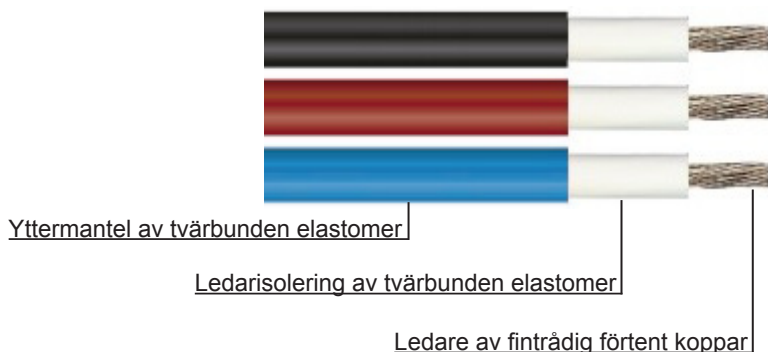 Yttermantel av tvärbunden elastomer
Ledarisolering av tvärbunden elastomer
Ledare av fintrådig förtent koppar